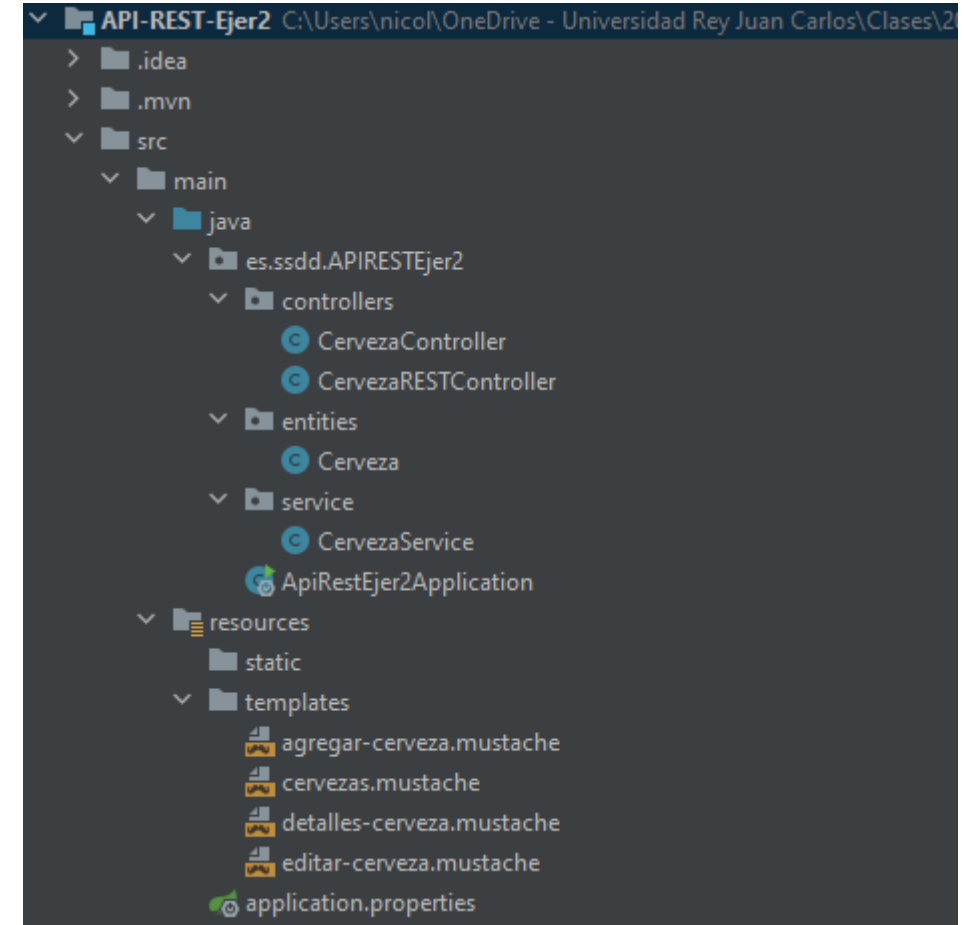 API-REST-Ejer2 C:\Users\nicol\OneDrive - Universidad Rey Juan Carlos\Clases\20
.idea
.mvn
src
main
java
es.ssdd.APIRESTEjer2
controllers
C CervezaController
C CervezaRESTController
entities
C Cerveza
service
C CervezaService
ApiRestEjer2Application
resources
static
templates
agregar-cerveza.mustache
cervezas.mustache
detalles-cerveza.mustache
editar-cerveza.mustache
application.properties